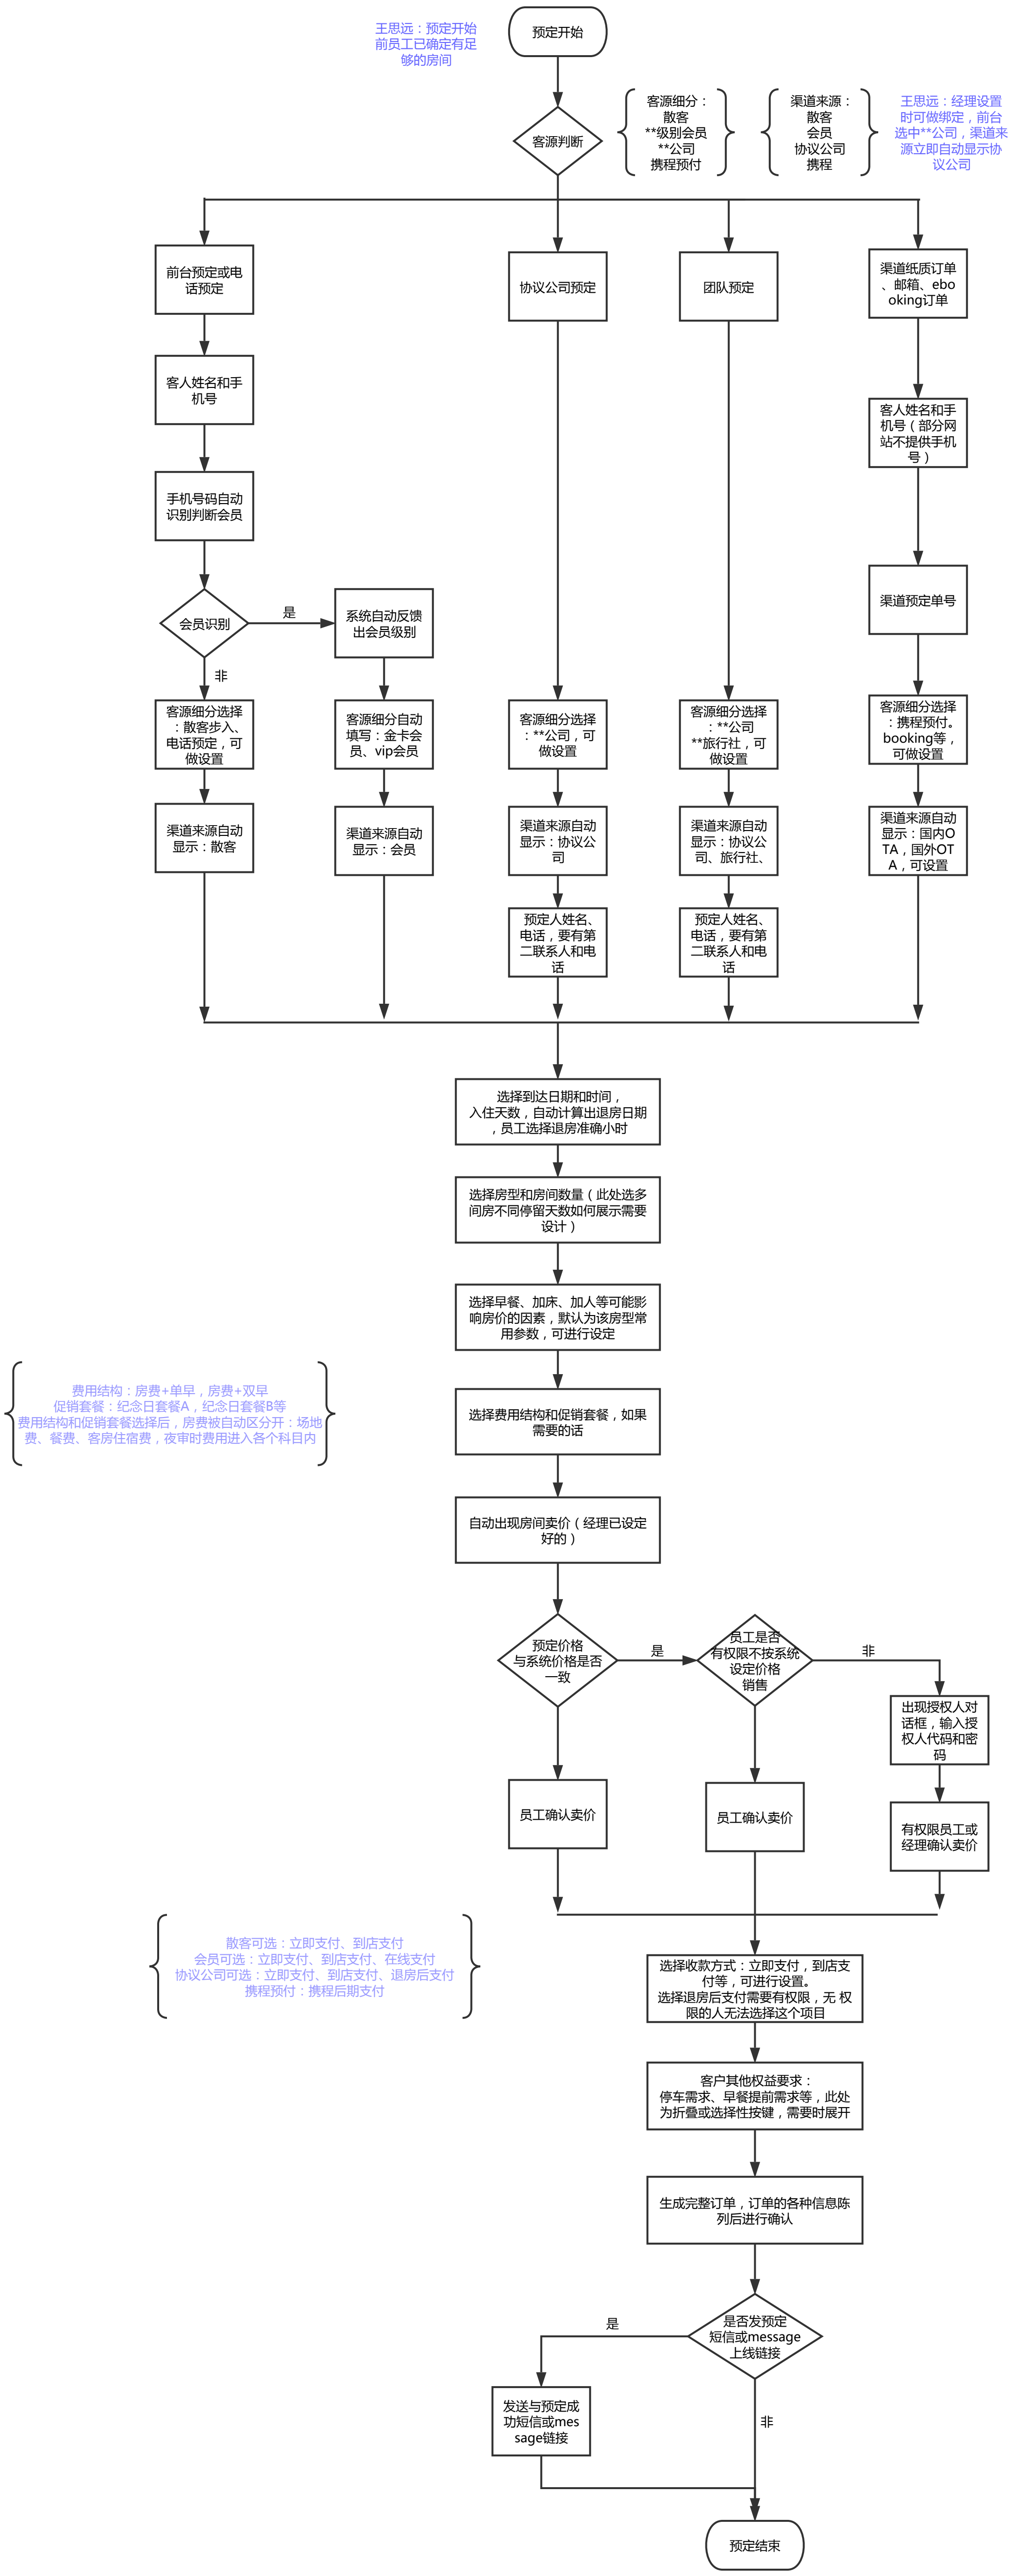 王思远：预定开始
前员工已确定有足
够的房间
预定开始
客源判断
客源细分：
散客
**级别会员
**公司
携程预付
渠道来源：
散客
会员
协议公司
携程
王思远：经理设置
时可做绑定，前台
选中**公司，渠道来
源立即自动显示协
议公司
前台预定或电
话预定
协议公司预定
团队预定
渠道纸质订单
、邮箱、ebo
oking订单
客人姓名和手
机号
客人姓名和手
机号（部分网
站不提供手机
号）
手机号码自动
识别判断会员
渠道预定单号
会员识别
是
系统自动反馈
出会员级别
非
客源细分选择
：散客步入、
电话预定，可
做设置
客源细分自动
填写：金卡会
员、vip会员
客源细分选择
：**公司，可
做设置
客源细分选择
：**公司
**旅行社，可
做设置
客源细分选择
：携程预付。
booking等，
可做设置
渠道来源自动
显示：散客
渠道来源自动
显示：会员
渠道来源自动
显示：协议公
司
渠道来源自动
显示：协议公
司、旅行社、
渠道来源自动
显示：国内O
TA，国外OT
A，可设置
预定人姓名、
电话，要有第
二联系人和电
话
预定人姓名、
电话，要有第
二联系人和电
话
选择到达日期和时间，
入住天数，自动计算出退房日期
，员工选择退房准确小时
选择房型和房间数量（此处选多
间房不同停留天数如何展示需要
设计）
选择早餐、加床、加人等可能影
响房价的因素，默认为该房型常
用参数，可进行设定
费用结构：房费+单早，房费+双早
促销套餐：纪念日套餐A，纪念日套餐B等
费用结构和促销套餐选择后，房费被自动区分开：场地
费、餐费、客房住宿费，夜审时费用进入各个科目内
选择费用结构和促销套餐，如果
需要的话
自动出现房间卖价（经理已设定
好的）
预定价格
与系统价格是否
一致
是
员工是否
有权限不按系统
设定价格
销售
非
出现授权人对
话框，输入授
权人代码和密
码
员工确认卖价
员工确认卖价
有权限员工或
经理确认卖价
散客可选：立即支付、到店支付
会员可选：立即支付、到店支付、在线支付
协议公司可选：立即支付、到店支付、退房后支付
携程预付：携程后期支付
选择收款方式：立即支付，到店支
付等，可进行设置。
选择退房后支付需要有权限，无 权
限的人无法选择这个项目
客户其他权益要求：
停车需求、早餐提前需求等，此处
为折叠或选择性按键，需要时展开
生成完整订单，订单的各种信息陈
列后进行确认
是否发预定
短信或message
上线链接
是
发送与预定成
功短信或mes
sage链接
非
预定结束